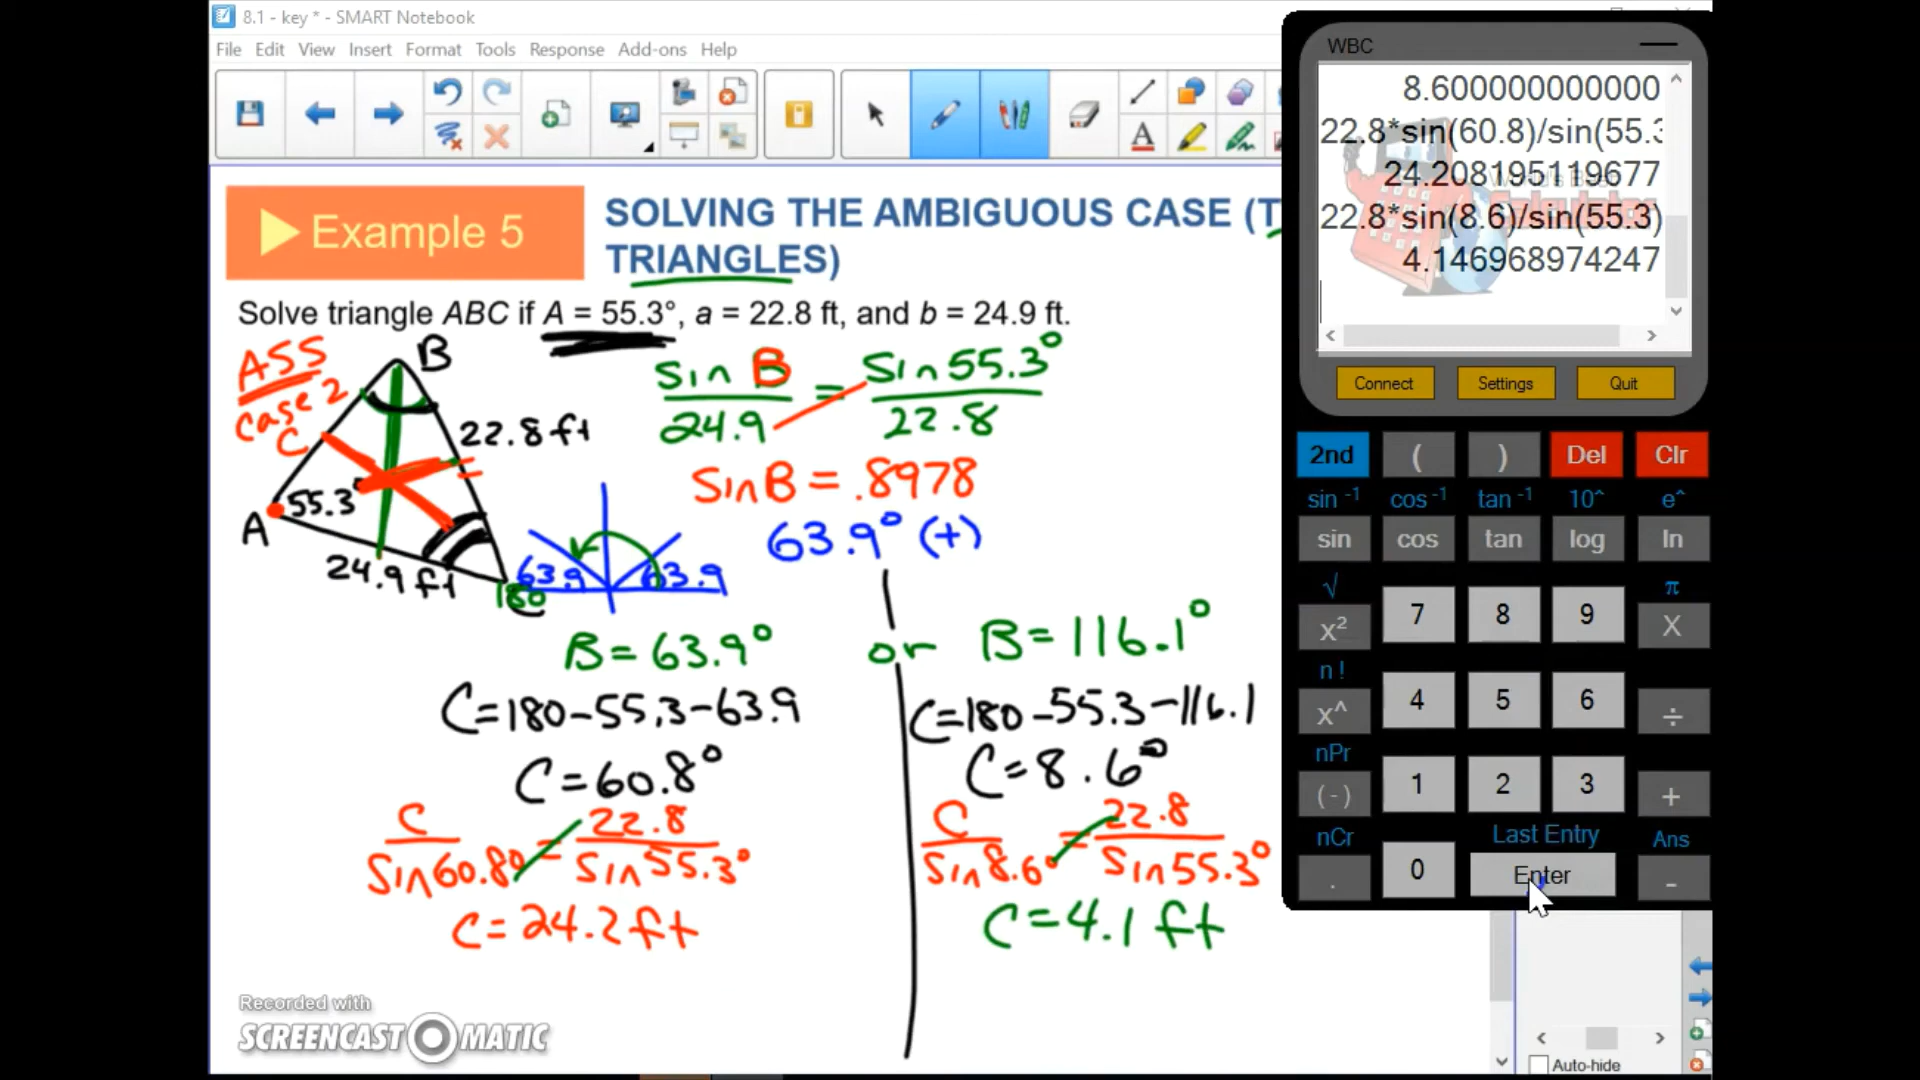 8.1 - key * - SMART Notebook
File Edit View Insert Format Tools Response Add-ons Help
Example 5
SOLVING THE AMBIGUOUS CASE (T
TRIANGLES)
Solve triangle ABC if A = 55.3°, a = 22.8 ft, and b = 24.9 ft.
ASS
case 2
B
C
22.8 ft
55.3°
A
24.9 ft
C
180
63.9
63.9
sin B / 24.9 = sin 55.3° / 22.8
sin B = .8978
63.9° (+)
B = 63.9°
or
B = 116.1°
C = 180 - 55.3 - 63.9
C = 60.8°
C / sin 60.8° = 22.8 / sin 55.3°
C = 24.2 ft
C = 180 - 55.3 - 116.1
C = 8.6°
C / sin 8.6° = 22.8 / sin 55.3°
C = 4.1 ft
Recorded with
SCREENCAST MATIC
WBC
8.600000000000
22.8*sin(60.8)/sin(55.3
24.208195119677
22.8*sin(8.6)/sin(55.3)
4.146968974247
Connect Settings Quit
2nd ( ) Del Clr
sin -1 cos -1 tan -1 10^ e^
sin cos tan log ln
√ π
x² 7 8 9 X
n !
x^ 4 5 6 ÷
nPr
(-) 1 2 3 +
nCr Last Entry Ans
. 0 Enter -
Auto-hide